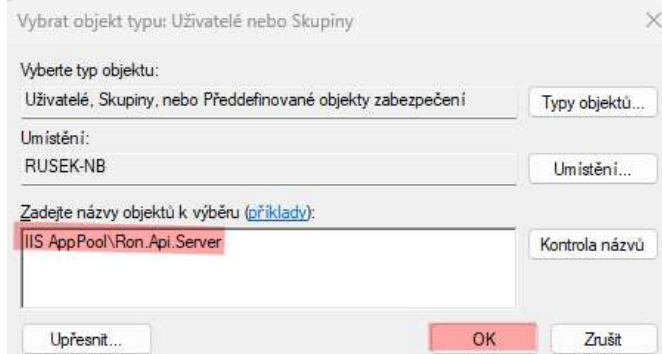 Vybrat objekt typu: Uživatelé nebo Skupiny
Vyberte typ objektu:
Uživatelé, Skupiny, nebo Předdefinované objekty zabezpečení
Typy objektů...
Umístění:
RUSEK-NB
Umístění...
Zadejte názvy objektů k výběru (příklady):
IIS AppPool\Ron.Api.Server
Kontrola názvů
Upřesnit...
OK
Zrušit